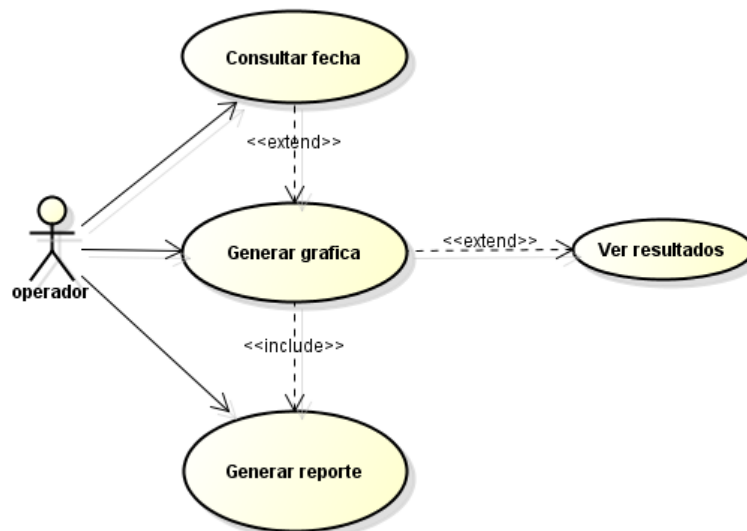 Consultar fecha
<<extend>>
Generar grafica
<<extend>>
Ver resultados
operador
<<include>>
Generar reporte